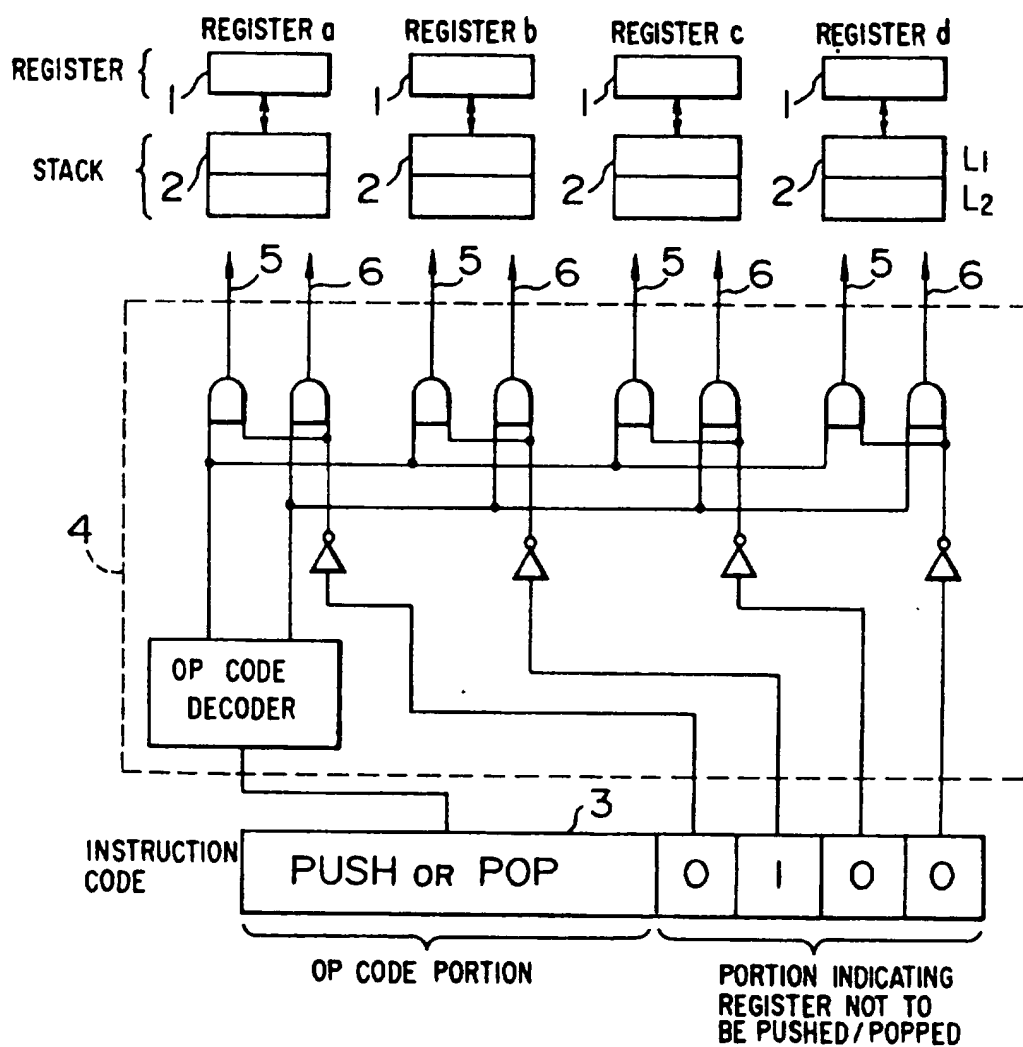 REGISTER a REGISTER b REGISTER c REGISTER d
REGISTER { 1 1 1 1
STACK { 2 2 2 2 L1
L2
5 6 5 6 5 6 5 6
4
OP CODE
DECODER
3
INSTRUCTION
CODE
PUSH OR POP 0 1 0 0
OP CODE PORTION
PORTION INDICATING
REGISTER NOT TO
BE PUSHED/POPPED